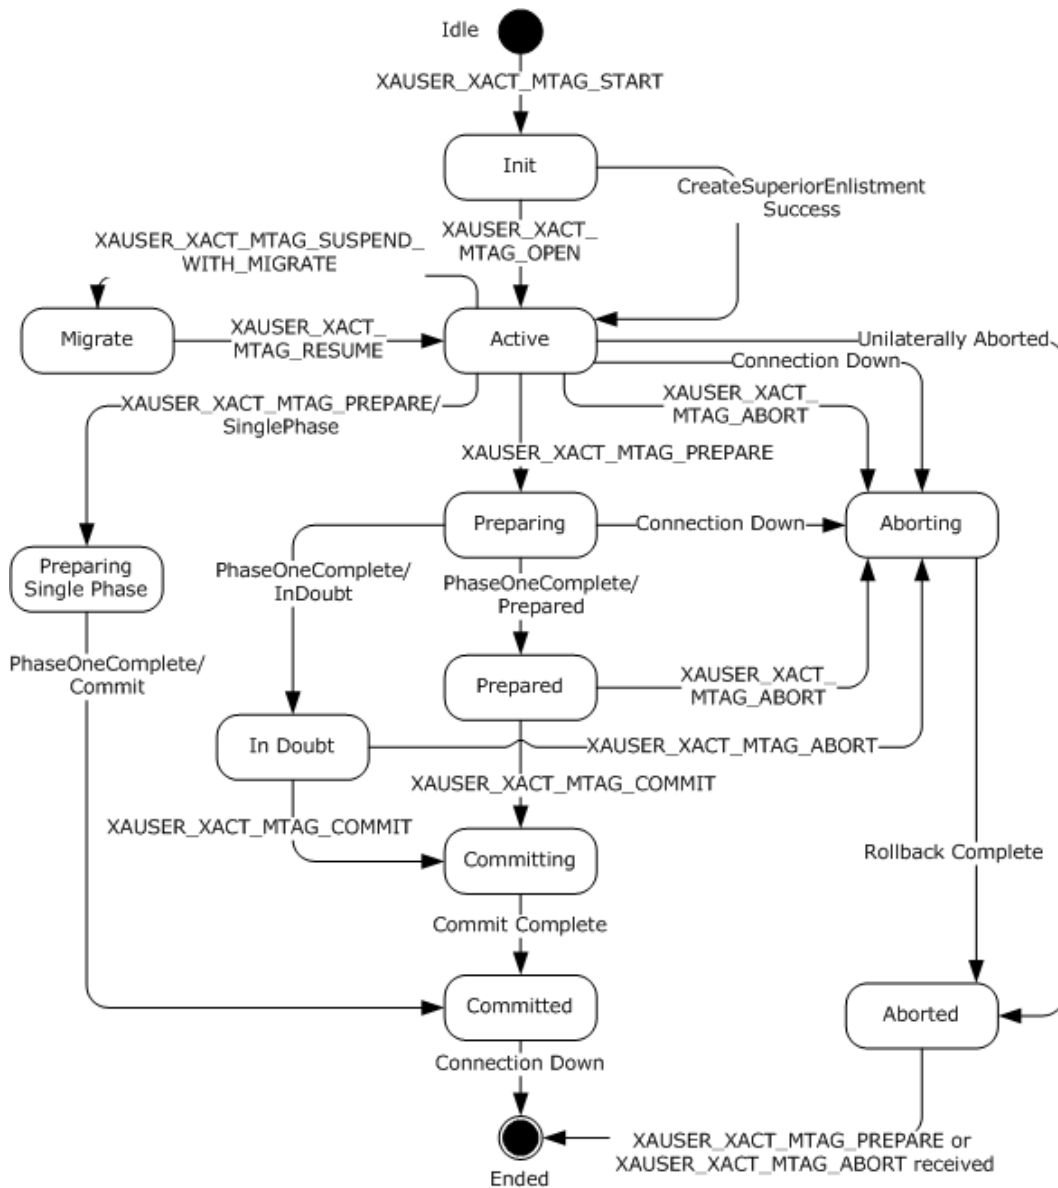 Idle
XAUSER_XACT_MTAG_START
Init
CreateSuperiorEnlistment
Success
XAUSER_XACT_
MTAG_OPEN
XAUSER_XACT_MTAG_SUSPEND_
WITH_MIGRATE
Migrate
XAUSER_XACT_
MTAG_RESUME
Active
Unilaterally Aborted
Connection Down
XAUSER_XACT_
MTAG_ABORT
XAUSER_XACT_MTAG_PREPARE/
SinglePhase
XAUSER_XACT_MTAG_PREPARE
Preparing
Connection Down
Aborting
Preparing
Single Phase
PhaseOneComplete/
InDoubt
PhaseOneComplete/
Prepared
PhaseOneComplete/
Commit
Prepared
XAUSER_XACT_
MTAG_ABORT
In Doubt
XAUSER_XACT_MTAG_ABORT
XAUSER_XACT_MTAG_COMMIT
XAUSER_XACT_MTAG_COMMIT
Committing
Rollback Complete
Commit Complete
Committed
Aborted
Connection Down
XAUSER_XACT_MTAG_PREPARE or
XAUSER_XACT_MTAG_ABORT received
Ended